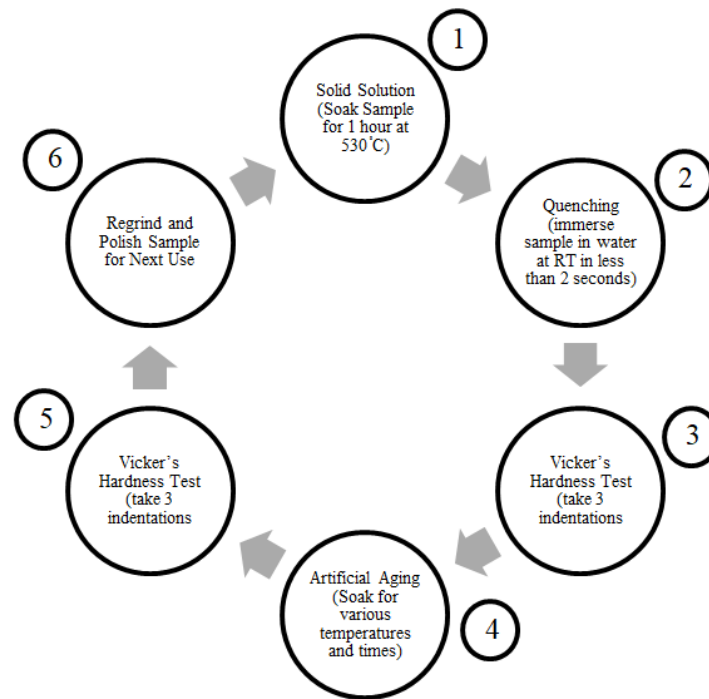 1
Solid Solution
(Soak Sample
for 1 hour at
530°C)
2
Quenching
(immerse
sample in water
at RT in less
than 2 seconds)
3
Vicker's
Hardness Test
(take 3
indentations
4
Artificial Aging
(Soak for
various
temperatures
and times)
5
Vicker's
Hardness Test
(take 3
indentations
6
Regrind and
Polish Sample
for Next Use